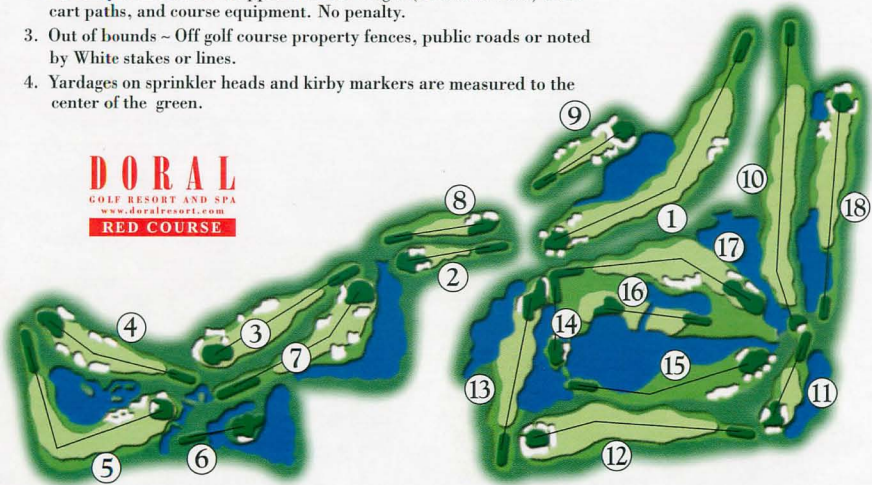 cart paths, and course equipment. No penalty.
3. Out of bounds ~ Off golf course property fences, public roads or noted
by White stakes or lines.
4. Yardages on sprinkler heads and kirby markers are measured to the
center of the green.
DORAL
GOLF RESORT AND SPA
www.doralresort.com
RED COURSE
9
10
18
1
8
17
2
16
4
3
14
7
15
13
11
5
6
12